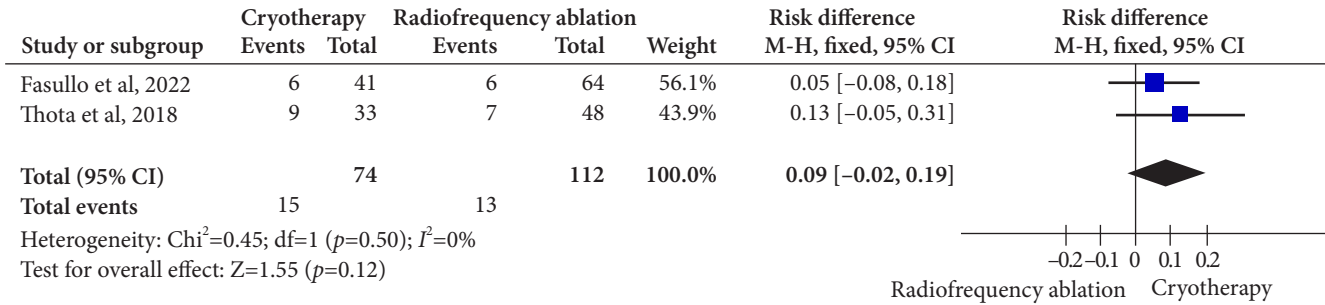 Cryotherapy Radiofrequency ablation Risk difference Risk difference
Study or subgroup Events Total Events Total Weight M-H, fixed, 95% CI M-H, fixed, 95% CI
Fasullo et al, 2022 6 41 6 64 56.1% 0.05 [–0.08, 0.18]
Thota et al, 2018 9 33 7 48 43.9% 0.13 [–0.05, 0.31]
Total (95% CI) 74 112 100.0% 0.09 [–0.02, 0.19]
Total events 15 13
Heterogeneity: Chi²=0.45; df=1 (p=0.50); I²=0%
Test for overall effect: Z=1.55 (p=0.12)
–0.2 –0.1 0 0.1 0.2
Radiofrequency ablation Cryotherapy